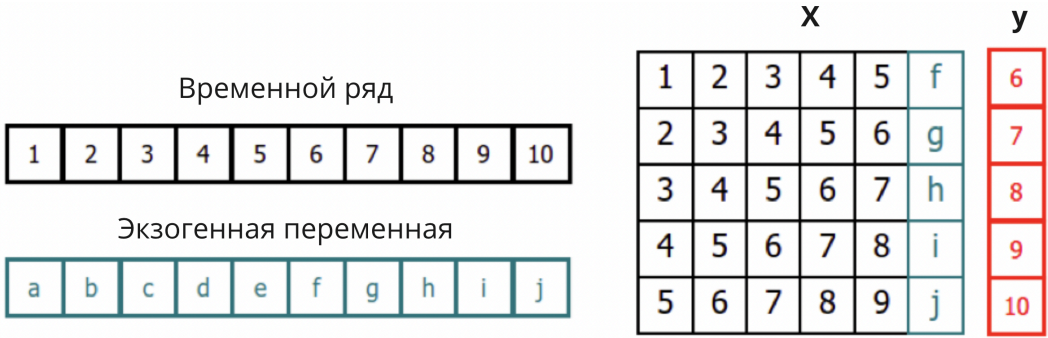 Временной ряд
1 2 3 4 5 6 7 8 9 10
Экзогенная переменная
a b c d e f g h i j
X y
1 2 3 4 5 f 6
2 3 4 5 6 g 7
3 4 5 6 7 h 8
4 5 6 7 8 i 9
5 6 7 8 9 j 10